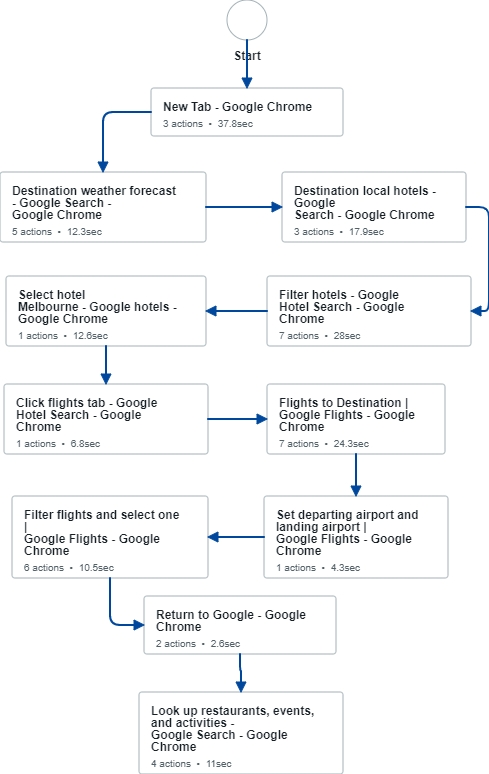 Start
New Tab - Google Chrome
3 actions • 37.8sec
Destination weather forecast
- Google Search -
Google Chrome
5 actions • 12.3sec
Destination local hotels -
Google
Search - Google Chrome
3 actions • 17.9sec
Filter hotels - Google
Hotel Search - Google
Chrome
7 actions • 28sec
Select hotel
Melbourne - Google hotels -
Google Chrome
1 actions • 12.6sec
Click flights tab - Google
Hotel Search - Google
Chrome
1 actions • 6.8sec
Flights to Destination |
Google Flights - Google
Chrome
7 actions • 24.3sec
Set departing airport and
landing airport |
Google Flights - Google
Chrome
1 actions • 4.3sec
Filter flights and select one
|
Google Flights - Google
Chrome
6 actions • 10.5sec
Return to Google - Google
Chrome
2 actions • 2.6sec
Look up restaurants, events,
and activities -
Google Search - Google
Chrome
4 actions • 11sec